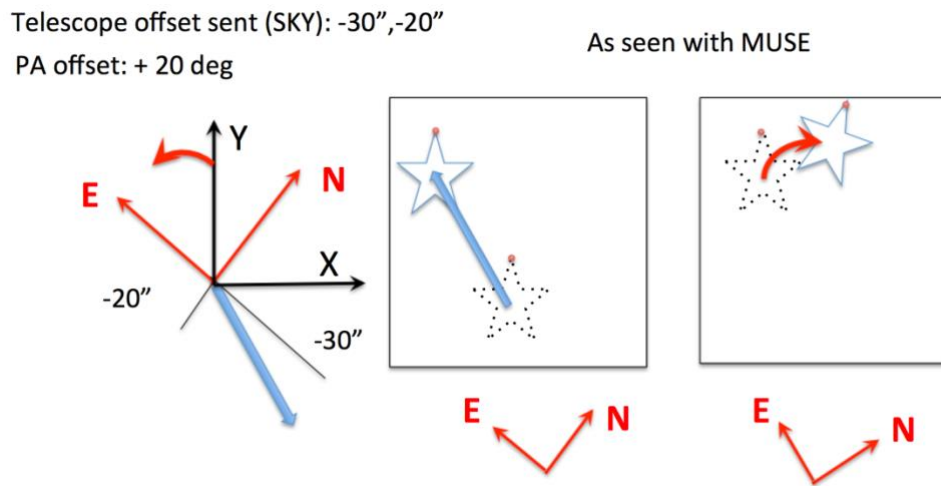 Telescope offset sent (SKY): -30”,-20”
PA offset: + 20 deg
As seen with MUSE
Y
E
N
X
-20”
-30”
E
N
E
N